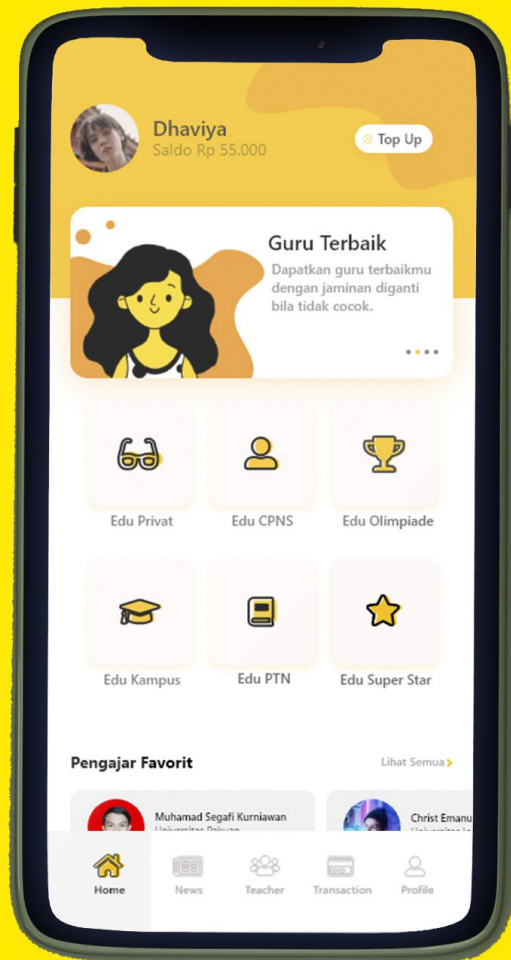 Dhaviya
Saldo Rp 55.000
Top Up
Guru Terbaik
Dapatkan guru terbaikmu
dengan jaminan diganti
bila tidak cocok.
Edu Privat
Edu CPNS
Edu Olimpiade
Edu Kampus
Edu PTN
Edu Super Star
Pengajar Favorit
Lihat Semua
Muhamad Segafi Kurniawan
Universitas Pakuan
Christ Emanu
Home
News
Teacher
Transaction
Profile